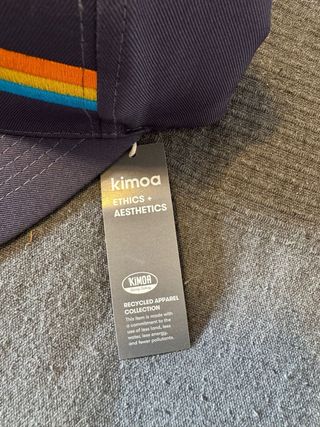 kimoa
ETHICS +
AESTHETICS
KIMOA
RECYCLED APPAREL
COLLECTION
This item is made with
a commitment to the
use of less land, less
water, less energy,
and fewer pollutants.